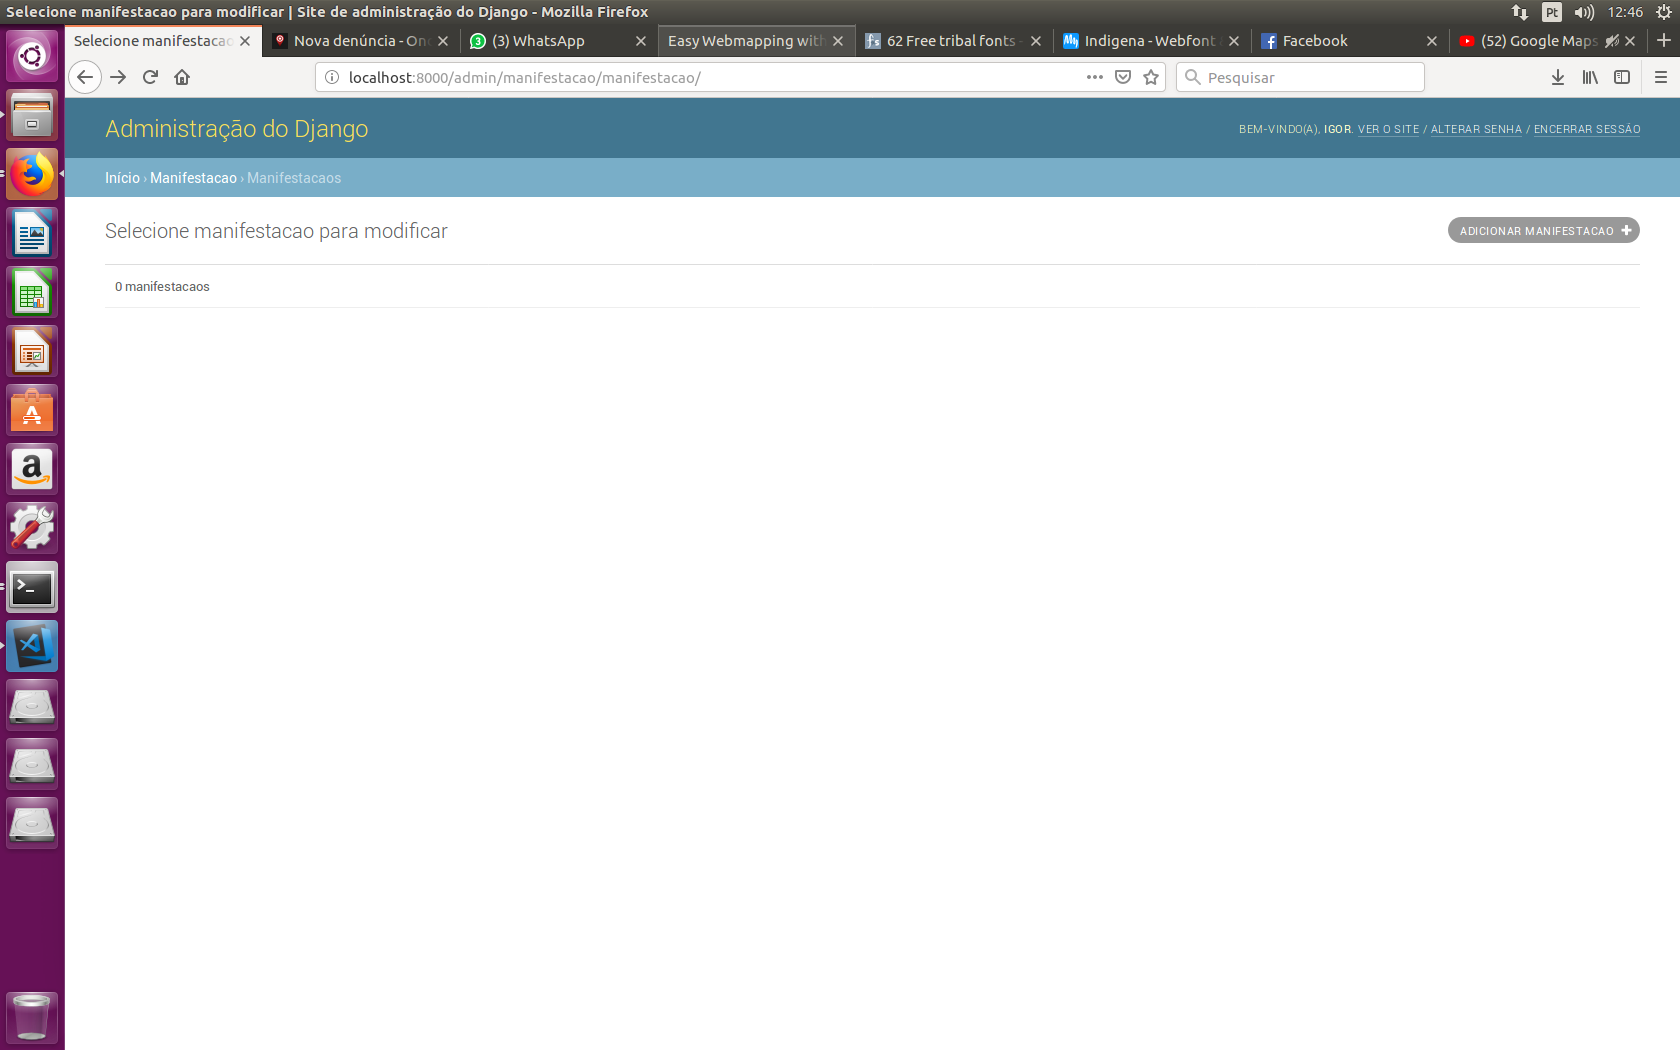 Selecione manifestacao para modificar | Site de administração do Django - Mozilla Firefox
Pt
12:46
Selecione manifestacao
Nova denúncia - On
(3) WhatsApp
Easy Webmapping with
62 Free tribal fonts -
Indigena - Webfont
Facebook
(52) Google Maps
localhost:8000/admin/manifestacao/manifestacao/
Pesquisar
Administração do Django
BEM-VINDO(A), IGOR. VER O SITE / ALTERAR SENHA / ENCERRAR SESSÃO
Início › Manifestacao › Manifestacaos
Selecione manifestacao para modificar
ADICIONAR MANIFESTACAO
0 manifestacaos